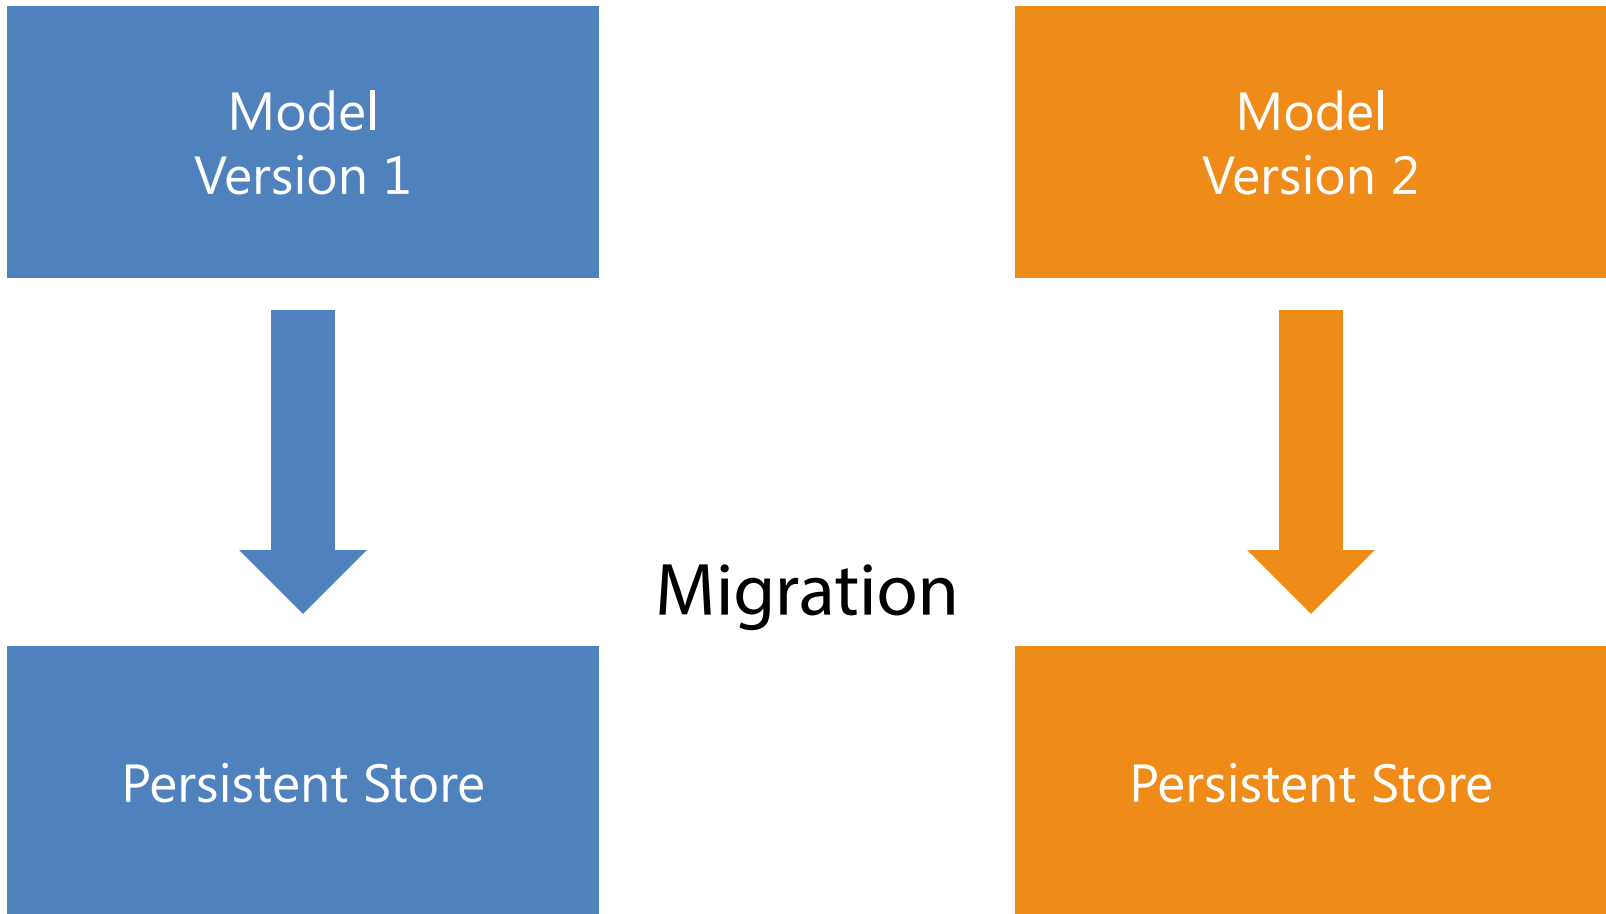 Model
Version 1
Model
Version 2
Migration
Persistent Store
Persistent Store